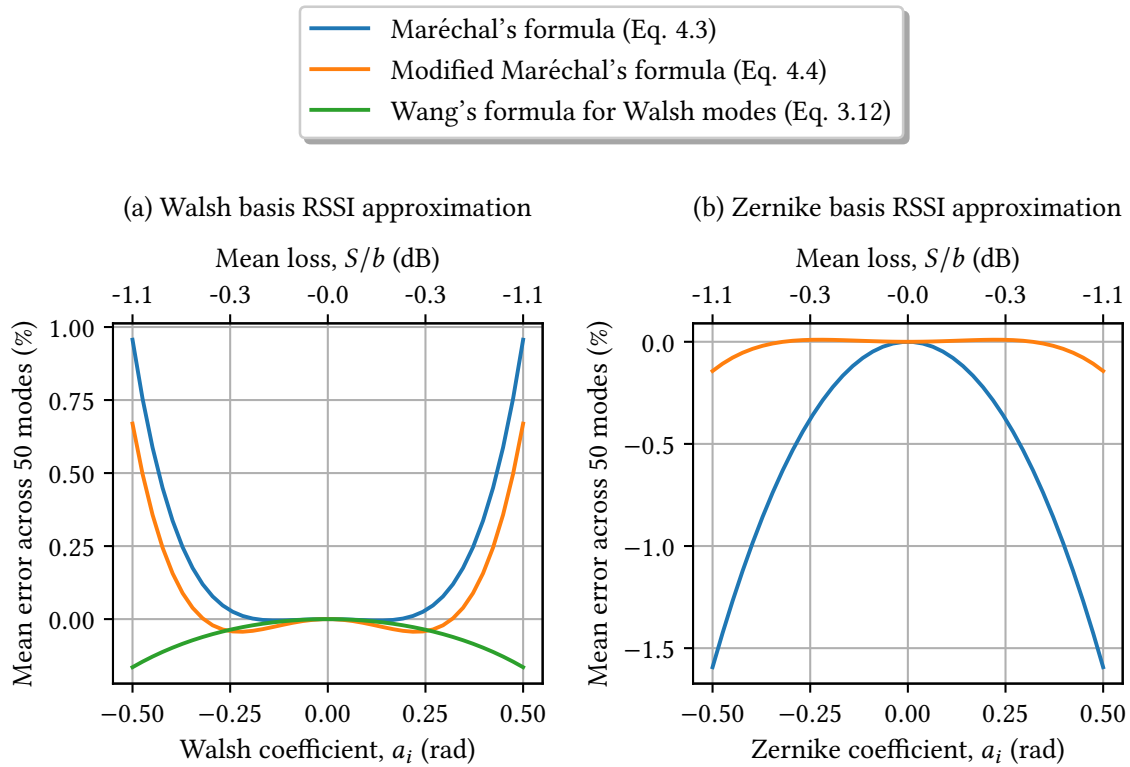 Maréchal's formula (Eq. 4.3)
Modified Maréchal's formula (Eq. 4.4)
Wang's formula for Walsh modes (Eq. 3.12)
(a) Walsh basis RSSI approximation
Mean loss, S/b (dB)
-1.1 -0.3 -0.0 -0.3 -1.1
Mean error across 50 modes (%)
1.00
0.75
0.50
0.25
0.00
−0.50 −0.25 0.00 0.25 0.50
Walsh coefficient, a_i (rad)
(b) Zernike basis RSSI approximation
Mean loss, S/b (dB)
-1.1 -0.3 -0.0 -0.3 -1.1
Mean error across 50 modes (%)
0.0
−0.5
−1.0
−1.5
−0.50 −0.25 0.00 0.25 0.50
Zernike coefficient, a_i (rad)